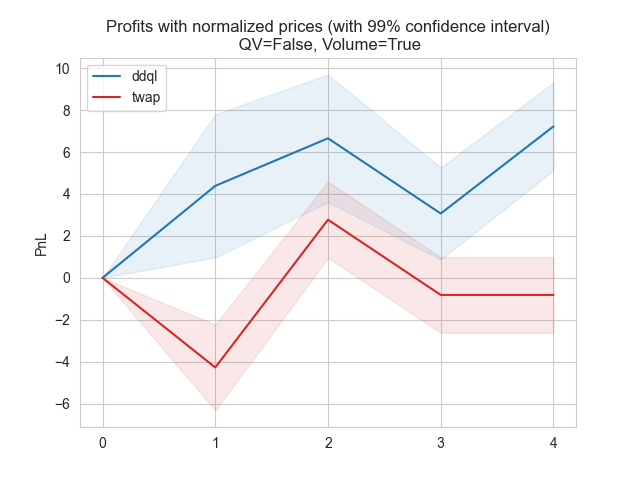 Profits with normalized prices (with 99% confidence interval)
QV=False, Volume=True
ddql
twap
PnL
10
8
6
4
2
0
−2
−4
−6
0 1 2 3 4